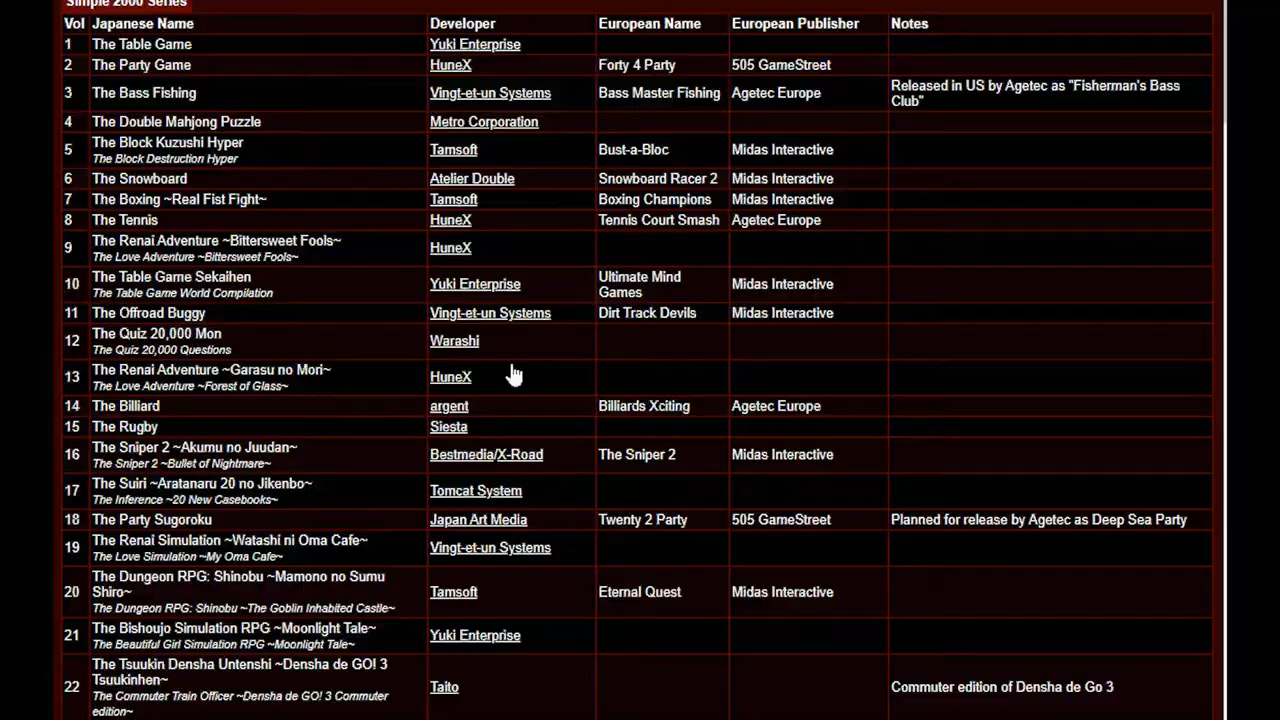 Simple 2000 Series
Vol Japanese Name Developer European Name European Publisher Notes
1 The Table Game Yuki Enterprise
2 The Party Game HuneX Forty 4 Party 505 GameStreet
3 The Bass Fishing Vingt-et-un Systems Bass Master Fishing Agetec Europe Released in US by Agetec as "Fisherman's Bass
Club"
4 The Double Mahjong Puzzle Metro Corporation
5 The Block Kuzushi Hyper Tamsoft Bust-a-Bloc Midas Interactive
The Block Destruction Hyper
6 The Snowboard Atelier Double Snowboard Racer 2 Midas Interactive
7 The Boxing ~Real Fist Fight~ Tamsoft Boxing Champions Midas Interactive
8 The Tennis HuneX Tennis Court Smash Agetec Europe
9 The Renai Adventure ~Bittersweet Fools~ HuneX
The Love Adventure ~Bittersweet Fools~
10 The Table Game Sekaihen Yuki Enterprise Ultimate Mind
Games Midas Interactive
The Table Game World Compilation
11 The Offroad Buggy Vingt-et-un Systems Dirt Track Devils Midas Interactive
12 The Quiz 20,000 Mon Warashi
The Quiz 20,000 Questions
13 The Renai Adventure ~Garasu no Mori~ HuneX
The Love Adventure ~Forest of Glass~
14 The Billiard argent Billiards Xciting Agetec Europe
15 The Rugby Siesta
16 The Sniper 2 ~Akumu no Juudan~ Bestmedia/X-Road The Sniper 2 Midas Interactive
The Sniper 2 ~Bullet of Nightmare~
17 The Suiri ~Aratanaru 20 no Jikenbo~ Tomcat System
The Inference ~20 New Casebooks~
18 The Party Sugoroku Japan Art Media Twenty 2 Party 505 GameStreet Planned for release by Agetec as Deep Sea Party
19 The Renai Simulation ~Watashi ni Oma Cafe~ Vingt-et-un Systems
The Love Simulation ~My Oma Cafe~
20 The Dungeon RPG: Shinobu ~Mamono no Sumu
Shiro~ Tamsoft Eternal Quest Midas Interactive
The Dungeon RPG: Shinobu ~The Goblin Inhabited Castle~
21 The Bishoujo Simulation RPG ~Moonlight Tale~ Yuki Enterprise
The Beautiful Girl Simulation RPG ~Moonlight Tale~
22 The Tsuukin Densha Untenshi ~Densha de GO! 3
Tsuukinhen~ Taito Commuter edition of Densha de Go 3
The Commuter Train Officer ~Densha de GO! 3 Commuter
edition~